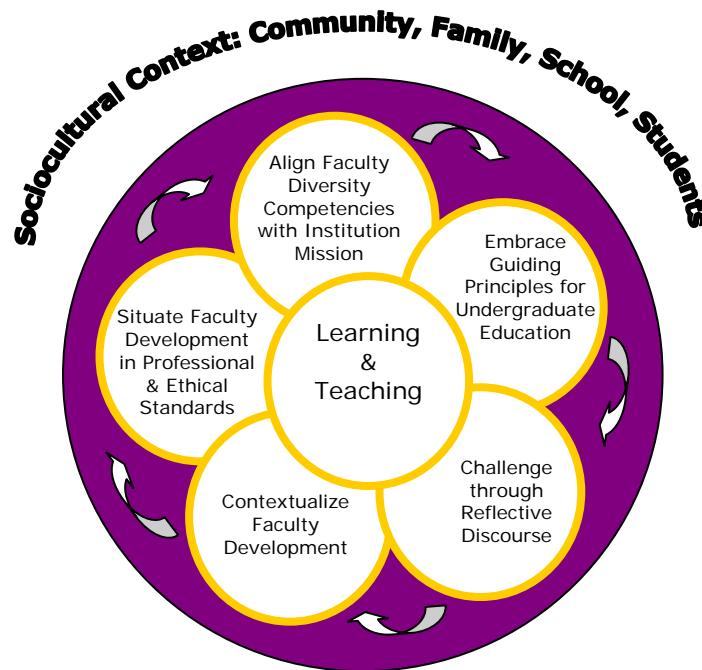 Sociocultural Context: Community, Family, School, Students
Align Faculty
Diversity
Competencies
with Institution
Mission
Embrace
Guiding
Principles for
Undergraduate
Education
Situate Faculty
Development
in Professional
& Ethical
Standards
Learning
&
Teaching
Challenge
through
Reflective
Discourse
Contextualize
Faculty
Development